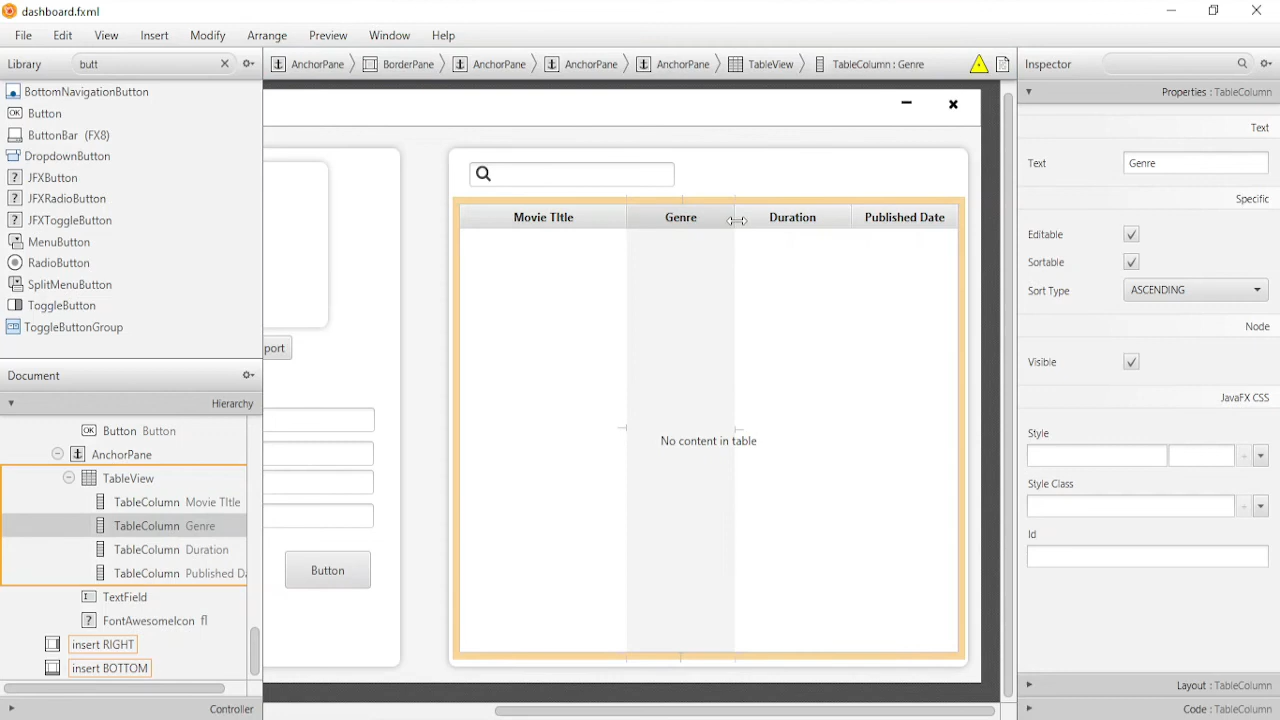 dashboard.fxml
File Edit View Insert Modify Arrange Preview Window Help
Library butt
AnchorPane BorderPane AnchorPane AnchorPane AnchorPane TableView TableColumn : Genre
Inspector
BottomNavigationButton
Button
ButtonBar (FX8)
DropdownButton
JFXButton
JFXRadioButton
JFXToggleButton
MenuButton
RadioButton
SplitMenuButton
ToggleButton
ToggleButtonGroup
Document
Hierarchy
Button Button
AnchorPane
TableView
TableColumn Movie TItle
TableColumn Genre
TableColumn Duration
TableColumn Published Da
TextField
FontAwesomeIcon fl
insert RIGHT
insert BOTTOM
Controller
port
Button
Movie TItle Genre Duration Published Date
No content in table
Properties : TableColumn
Text
Text Genre
Specific
Editable
Sortable
Sort Type ASCENDING
Node
Visible
JavaFX CSS
Style
Style Class
Id
Layout : TableColumn
Code : TableColumn